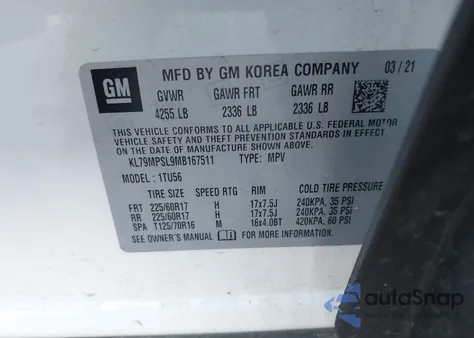 GM
MFD BY GM KOREA COMPANY 03/21
GVWR GAWR FRT GAWR RR
4255 LB 2336 LB 2336 LB
THIS VEHICLE CONFORMS TO ALL APPLICABLE U.S. FEDERAL MOTOR
VEHICLE SAFETY, BUMPER, AND THEFT PREVENTION
STANDARDS IN EFFECT ON THE DATE OF MANUFACTURE SHOWN ABOVE.
KL79MPSL9MB167511 TYPE: MPV
MODEL: 1TU56
SPEED RTG RIM COLD TIRE PRESSURE
FRT 225/60R17 H 17x7.5J 240KPA, 35 PSI
RR 225/60R17 H 17x7.5J 240KPA, 35 PSI
SPA T125/70R16 M 16x4.0BT 420KPA, 60 PSI
SEE OWNER'S MANUAL FOR MORE INFORMATION.
autoSnap